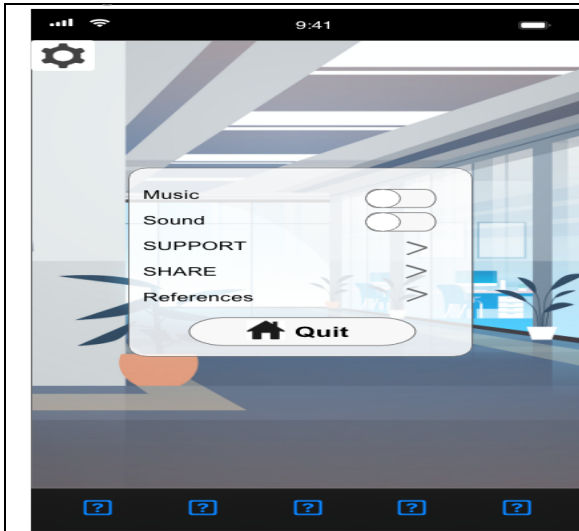 9:41
Music
Sound
SUPPORT >
SHARE >
References >
Quit
? ? ? ? ?